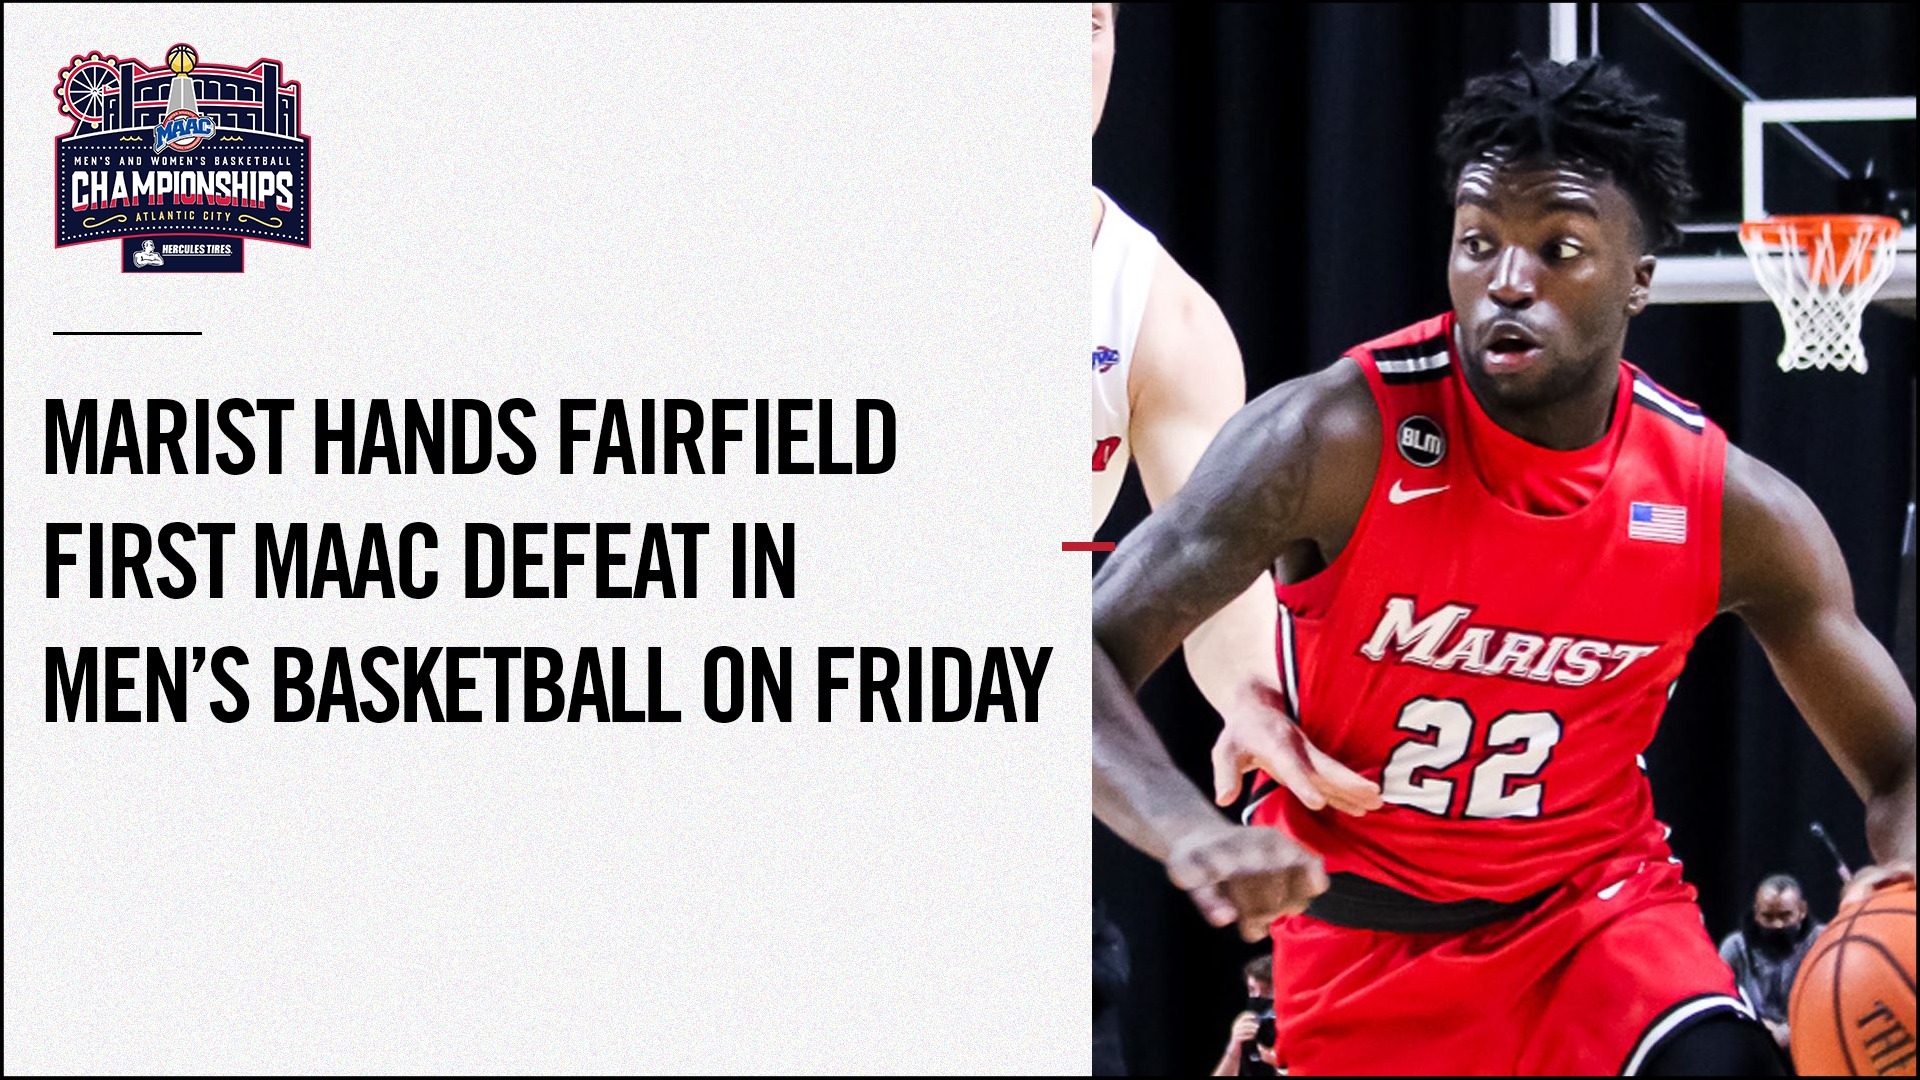 MAAC
MEN'S AND WOMEN'S BASKETBALL
CHAMPIONSHIPS
ATLANTIC CITY
HERCULES TIRES.
MARIST HANDS FAIRFIELD
FIRST MAAC DEFEAT IN
MEN'S BASKETBALL ON FRIDAY
BLM
MARIST
22